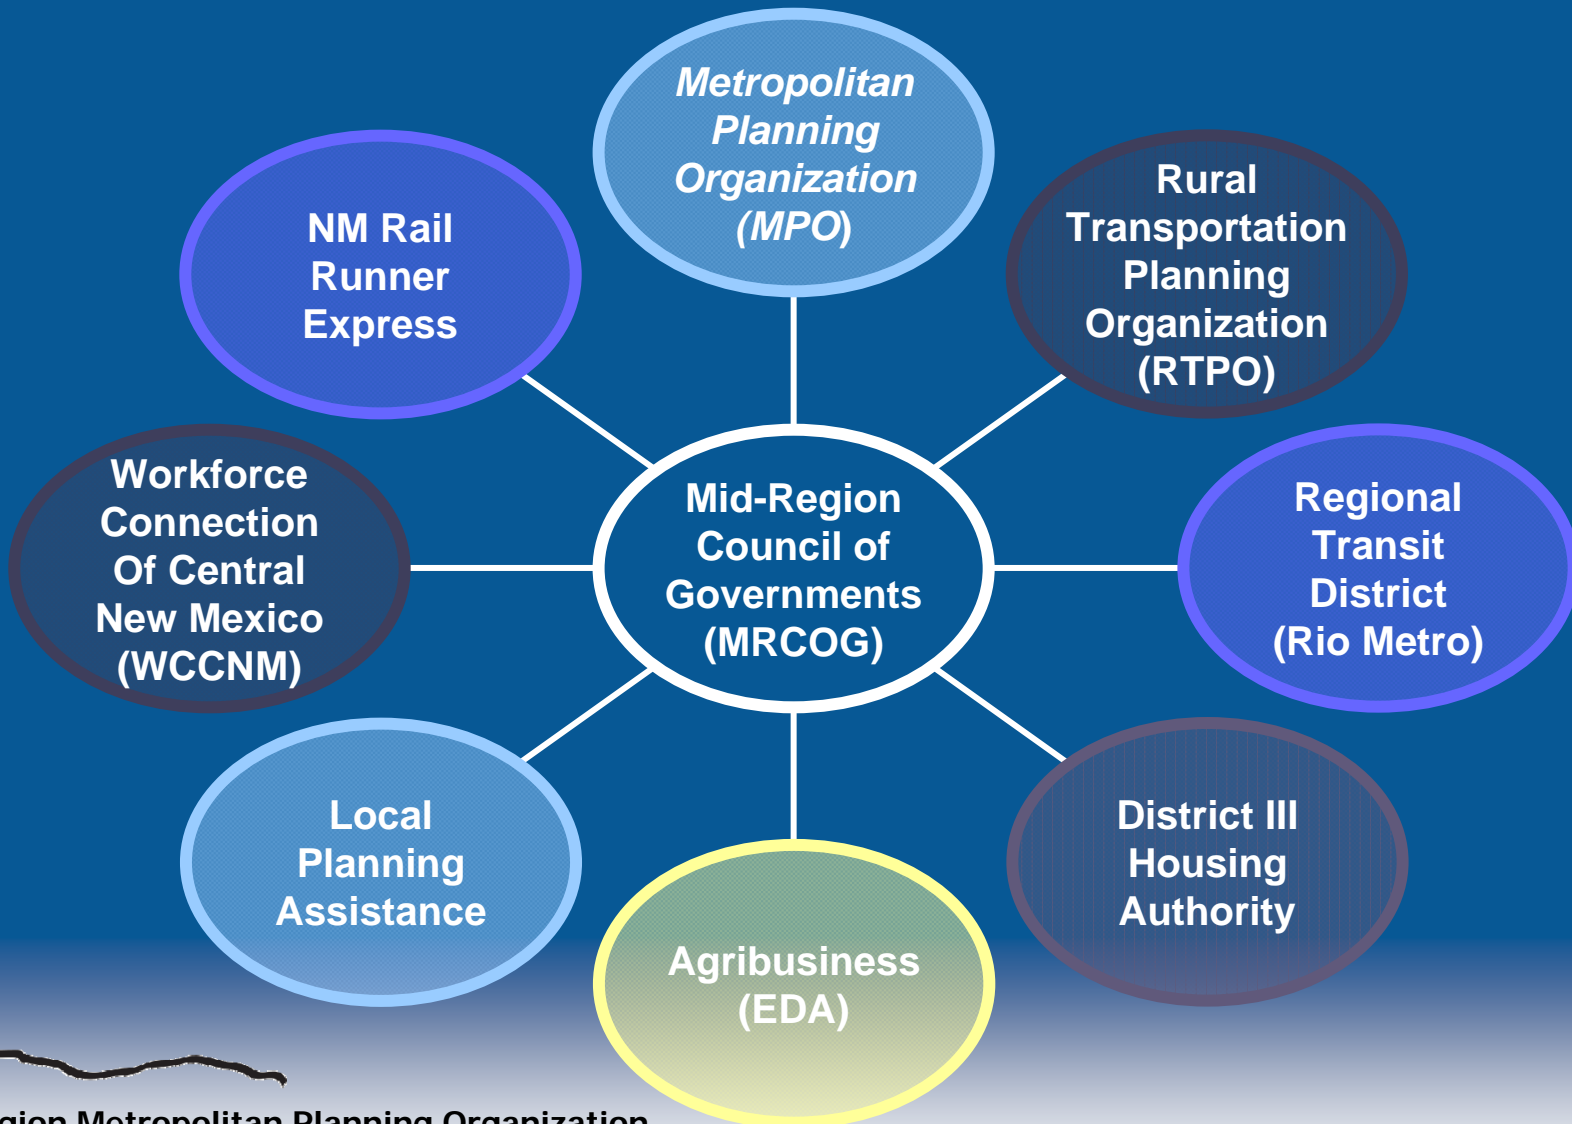 Metropolitan
Planning
Organization
(MPO)
Rural
Transportation
Planning
Organization
(RTPO)
NM Rail
Runner
Express
Workforce
Connection
Of Central
New Mexico
(WCCNM)
Mid-Region
Council of
Governments
(MRCOG)
Regional
Transit
District
(Rio Metro)
Local
Planning
Assistance
District III
Housing
Authority
Agribusiness
(EDA)
Metropolitan Planning Organization